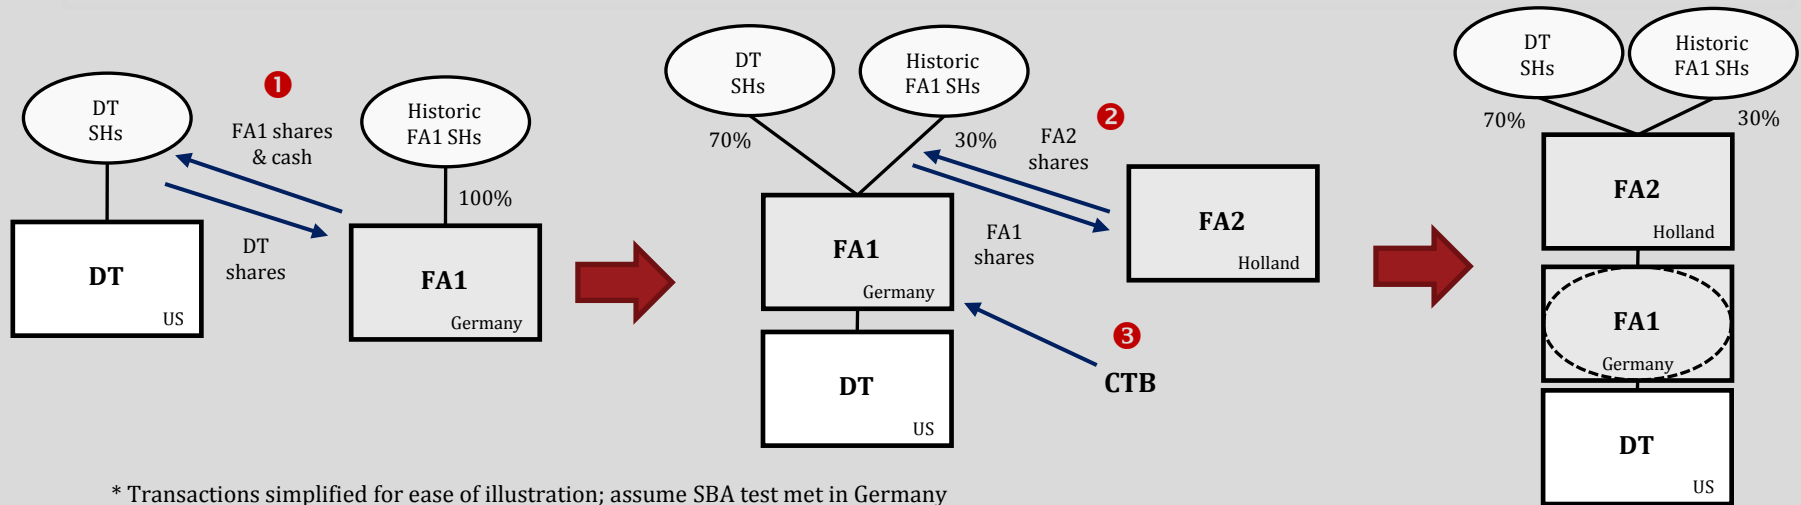 DT
SHs
❶
FA1 shares
& cash
Historic
FA1 SHs
100%
DT
shares
DT
US
FA1
Germany
DT
SHs
Historic
FA1 SHs
70%
30%
❷
FA2
shares
FA1
shares
FA1
Germany
FA2
Holland
❸
CTB
DT
US
DT
SHs
Historic
FA1 SHs
70%
30%
FA2
Holland
FA1
Germany
DT
US
* Transactions simplified for ease of illustration; assume SBA test met in Germany